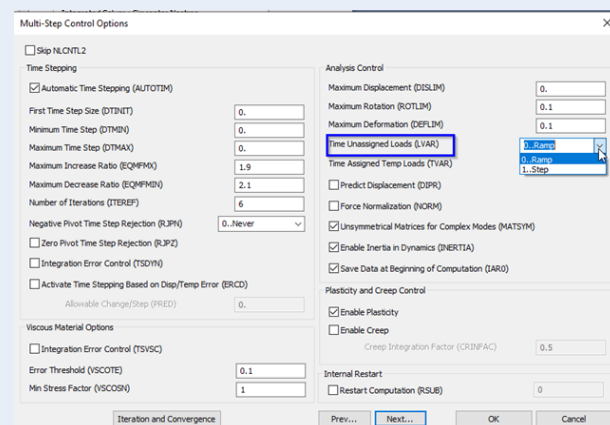 Multi-Step Control Options
Skip NLCNTL2
Time Stepping
Automatic Time Stepping (AUTOTIM)
First Time Step Size (DTINIT) 0.
Minimum Time Step (DTMIN) 0.
Maximum Time Step (DTMAX) 0.
Maximum Increase Ratio (EQMFMX) 1.9
Maximum Decrease Ratio (EQMFMIN) 2.1
Number of Iterations (ITEREF) 6
Negative Pivot Time Step Rejection (RJPN) 0..Never
Zero Pivot Time Step Rejection (RJPZ)
Integration Error Control (TSDYN)
Activate Time Stepping Based on Disp/Temp Error (ERCD)
Allowable Change/Step (PRED) 0.
Viscous Material Options
Integration Error Control (TSVSC)
Error Threshold (VSCOTE) 0.1
Min Stress Factor (VSCOSN) 1
Iteration and Convergence
Analysis Control
Maximum Displacement (DISLIM) 0.
Maximum Rotation (ROTLIM) 0.1
Maximum Deformation (DEFLIM) 0.1
Time Unassigned Loads (LVAR) 0..Ramp
0..Ramp
Time Assigned Temp Loads (TVAR) 1..Step
Predict Displacement (DIPR)
Force Normalization (NORM)
Unsymmetrical Matrices for Complex Modes (MATSYM)
Enable Inertia in Dynamics (INERTIA)
Save Data at Beginning of Computation (IAR0)
Plasticity and Creep Control
Enable Plasticity
Enable Creep
Creep Integration Factor (CRINFAC) 0.5
Internal Restart
Restart Computation (RSUB) 0
Prev... Next... OK Cancel